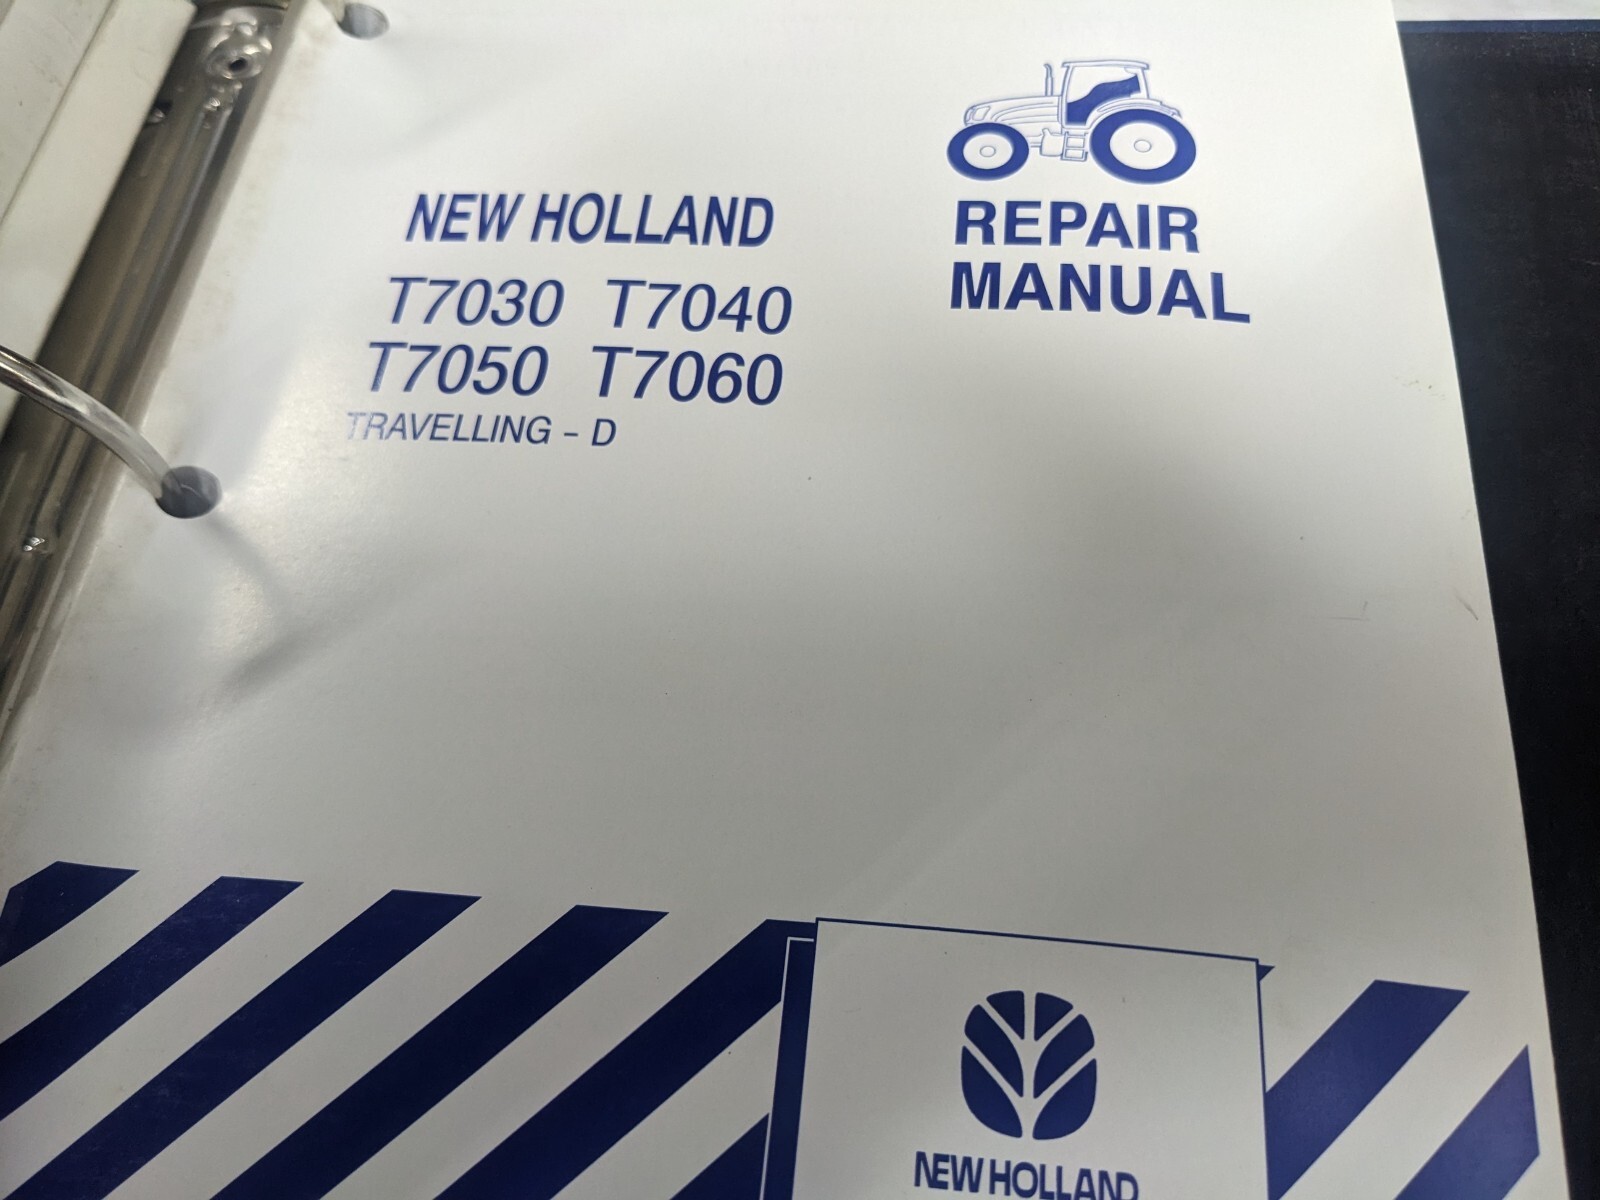 NEW HOLLAND
T7030 T7040
T7050 T7060
TRAVELLING - D
REPAIR
MANUAL
NEW HOLLAND